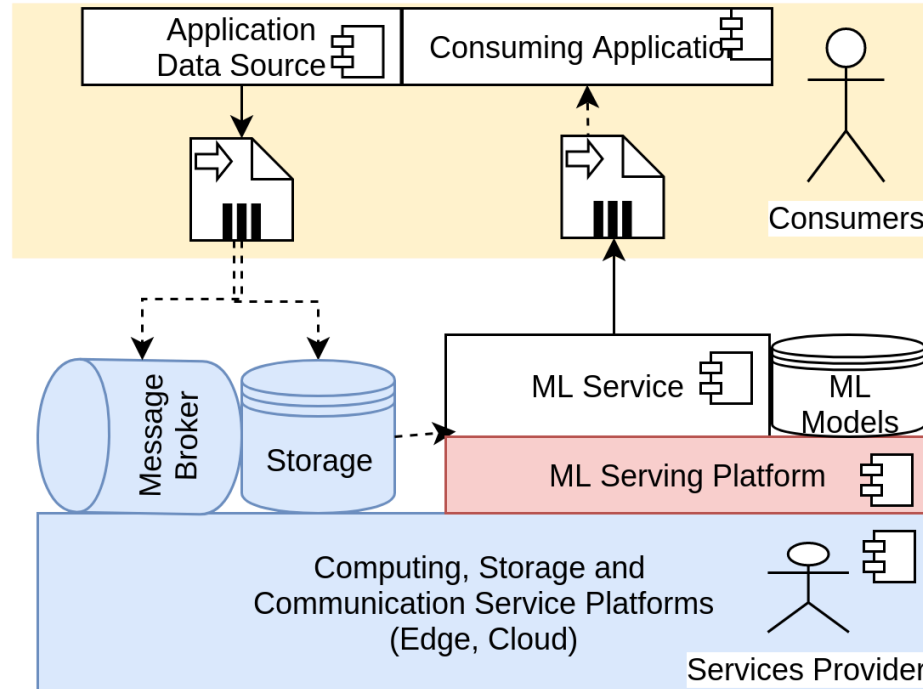 Application
Data Source
Consuming Application
Consumers
Message
Broker
Storage
ML Service
ML
Models
ML Serving Platform
Computing, Storage and
Communication Service Platforms
(Edge, Cloud)
Services Provider